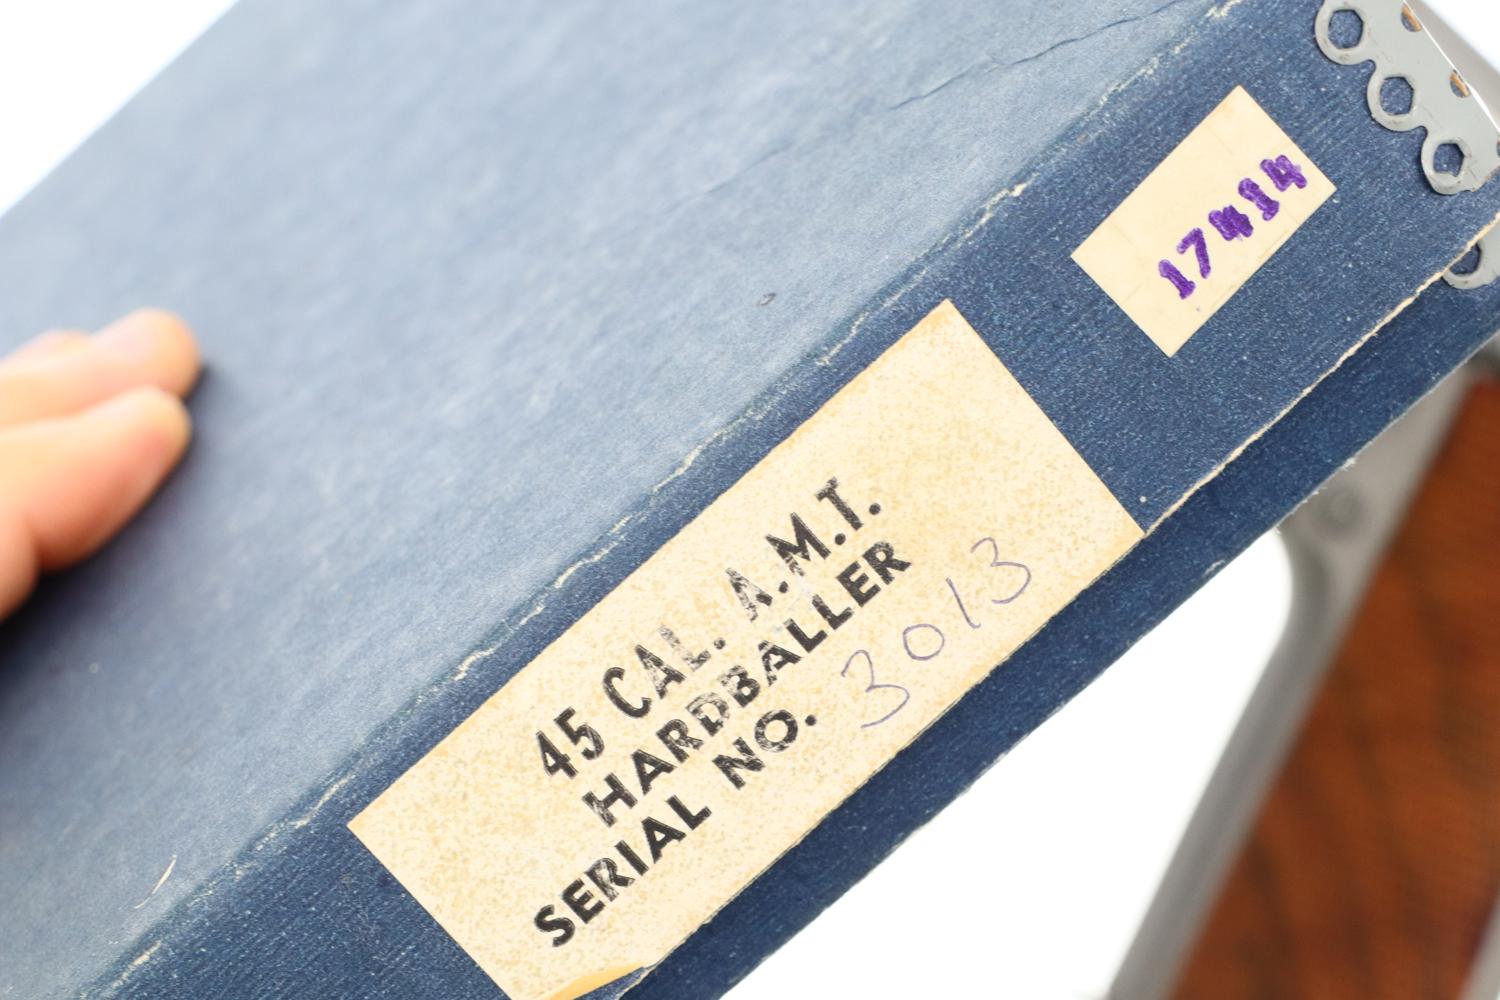 17414
45 CAL. A.M.T.
HARDBALLER
SERIAL NO. 3013